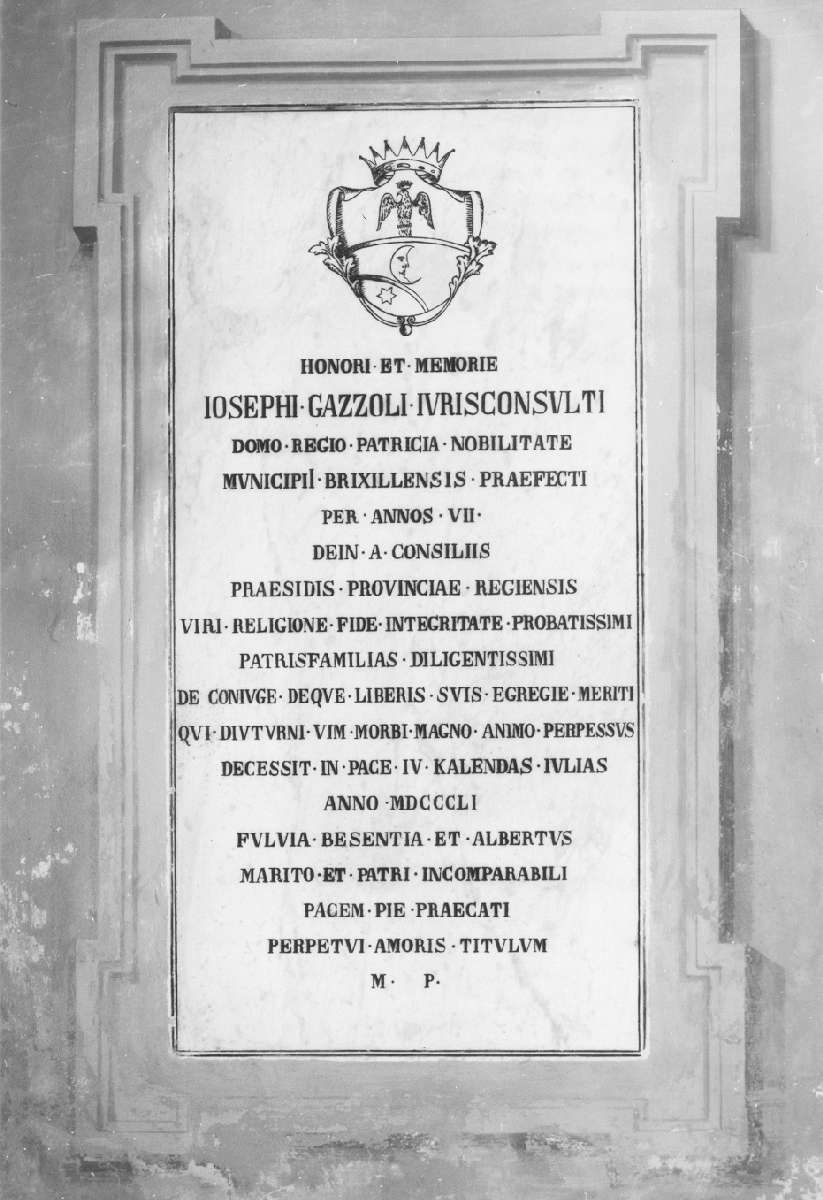 HONORI·ET·MEMORIE
IOSEPHI·GAZZOLI·IVRISCONSVLTI
DOMO·REGIO·PATRICIA·NOBILITATE
MVNICIPII·BRIXILLENSIS·PRAEFECTI
PER·ANNOS·VII·
DEIN·A·CONSILIIS
PRAESIDIS·PROVINCIAE·REGIENSIS
VIRI·RELIGIONE·FIDE·INTEGRITATE·PROBATISSIMI
PATRISFAMILIAS·DILIGENTISSIMI
DE CONIVGE·DEQVE·LIBERIS·SVIS·EGREGIE·MERITI
QVI·DIVTVRNI·VIM·MORBI·MAGNO·ANIMO·PERPESSVS
DECESSIT·IN·PACE·IV·KALENDAS·IVLIAS
ANNO·MDCCCLI
FVLVIA·BESENTIA·ET·ALBERTVS
MARITO·ET·PATRI·INCOMPARABILI
PACEM·PIE·PRAECATI
PERPETVI·AMORIS·TITVLVM
M· P·